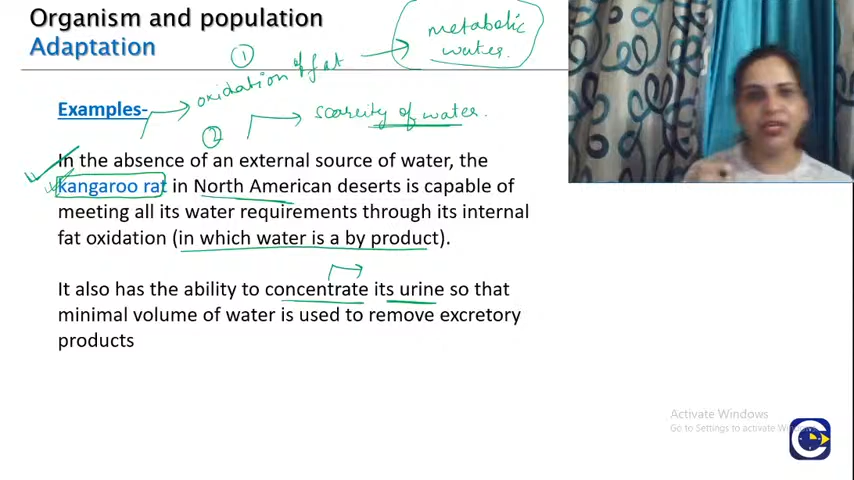 Organism and population
Adaptation
metabolic
water.
1
oxidation of fat
Examples-
2
scarcity of water.
In the absence of an external source of water, the
kangaroo rat in North American deserts is capable of
meeting all its water requirements through its internal
fat oxidation (in which water is a by product).
It also has the ability to concentrate its urine so that
minimal volume of water is used to remove excretory
products
Activate Windows
Go to Settings to activate Win